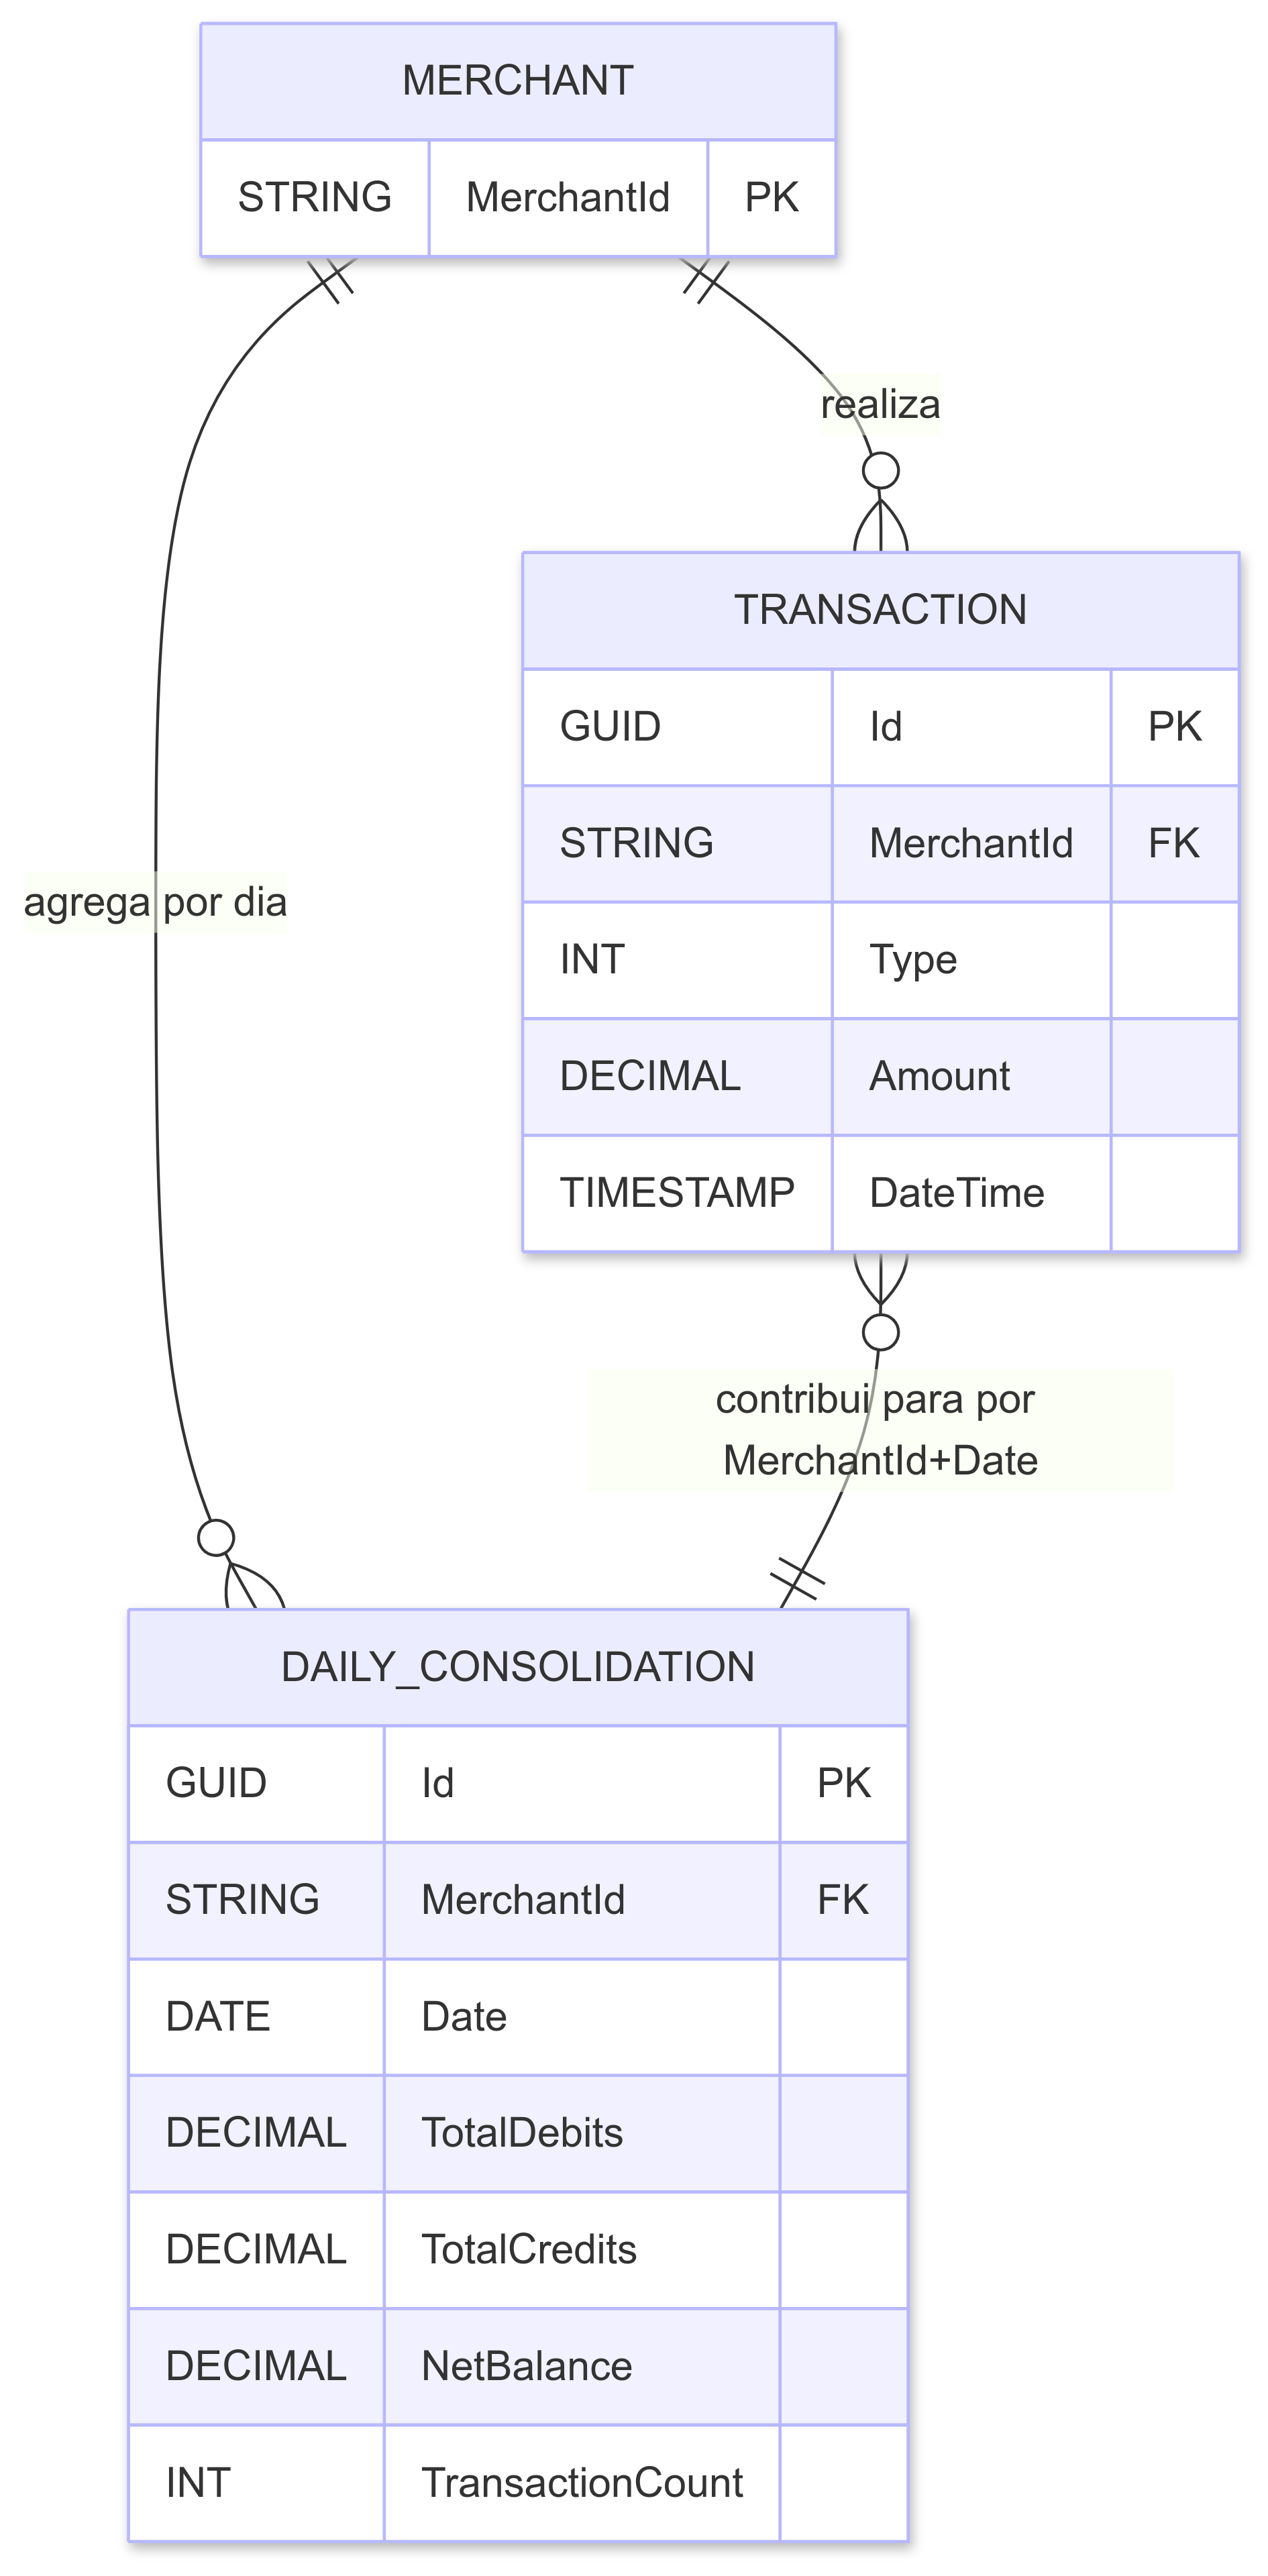 MERCHANT
STRING MerchantId PK
realiza
TRANSACTION
GUID Id PK
STRING MerchantId FK
INT Type
DECIMAL Amount
TIMESTAMP DateTime
agrega por dia
contribui para por
MerchantId+Date
DAILY_CONSOLIDATION
GUID Id PK
STRING MerchantId FK
DATE Date
DECIMAL TotalDebits
DECIMAL TotalCredits
DECIMAL NetBalance
INT TransactionCount